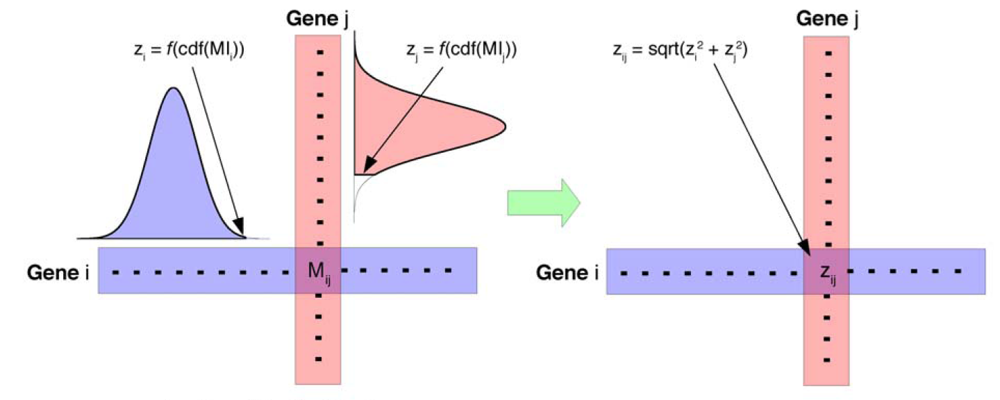 Gene j
z_i = f(cdf(MI_i))
z_j = f(cdf(MI_j))
Gene i
M_ij
Gene j
z_ij = sqrt(z_i^2 + z_j^2)
Gene i
z_ij